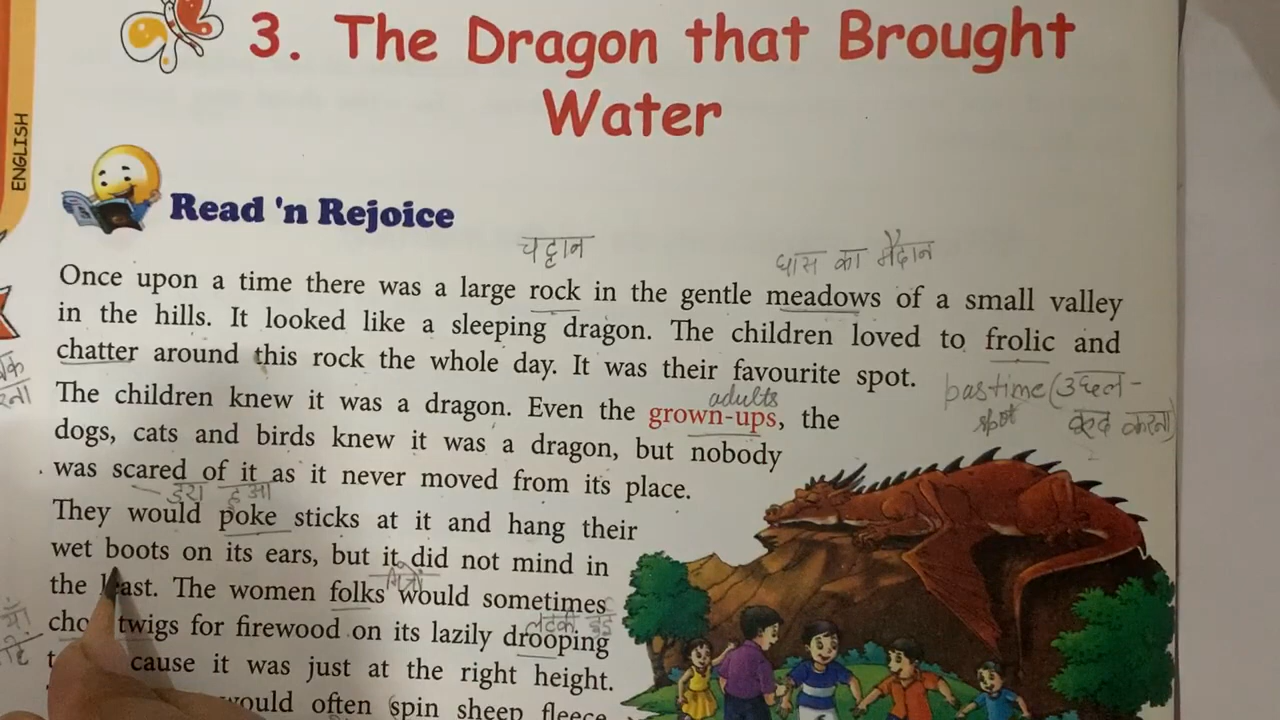 3. The Dragon that Brought
Water
ENGLISH
Read 'n Rejoice
चट्टान
घास का मैदान
Once upon a time there was a large rock in the gentle meadows of a small valley
in the hills. It looked like a sleeping dragon. The children loved to frolic and
chatter around this rock the whole day. It was their favourite spot.
bastime (उछल-
spot कूद करना)
adults
The children knew it was a dragon. Even the grown-ups, the
dogs, cats and birds knew it was a dragon, but nobody
was scared of it as it never moved from its place.
डरा हुआ
They would poke sticks at it and hang their
wet boots on its ears, but it did not mind in
the least. The women folks would sometimes
twigs for firewood on its lazily drooping
cause it was just at the right height.
would often spin sheep fleece